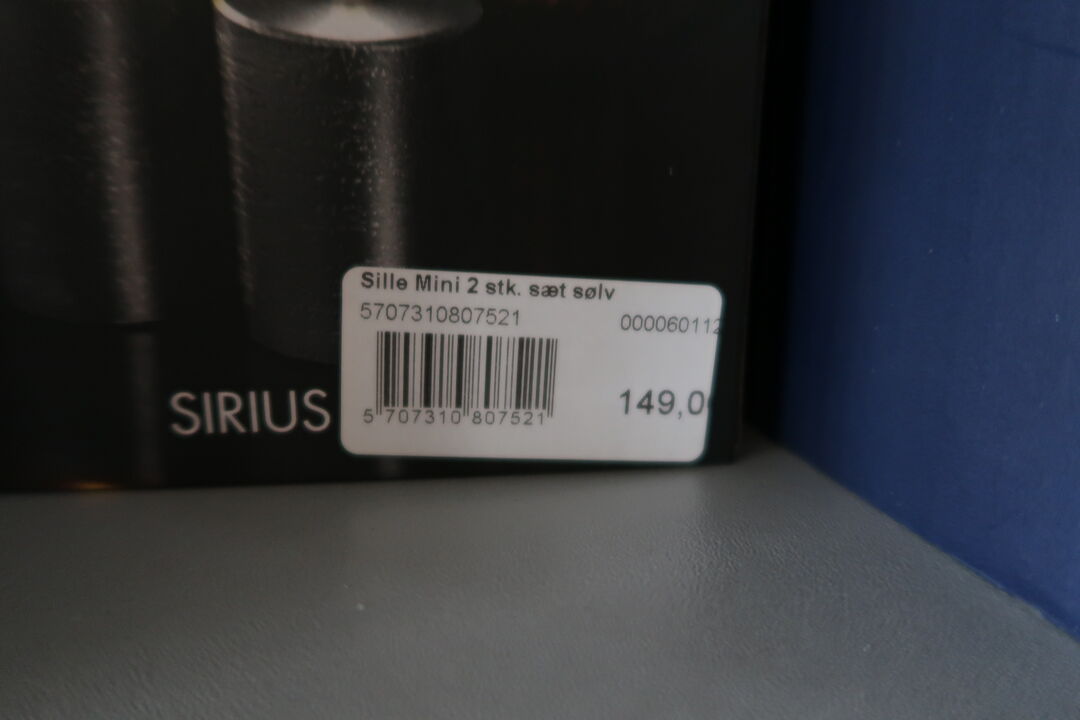 Sille Mini 2 stk. sæt sølv
5707310807521
000060112
149,0
5 707310 807521
SIRIUS